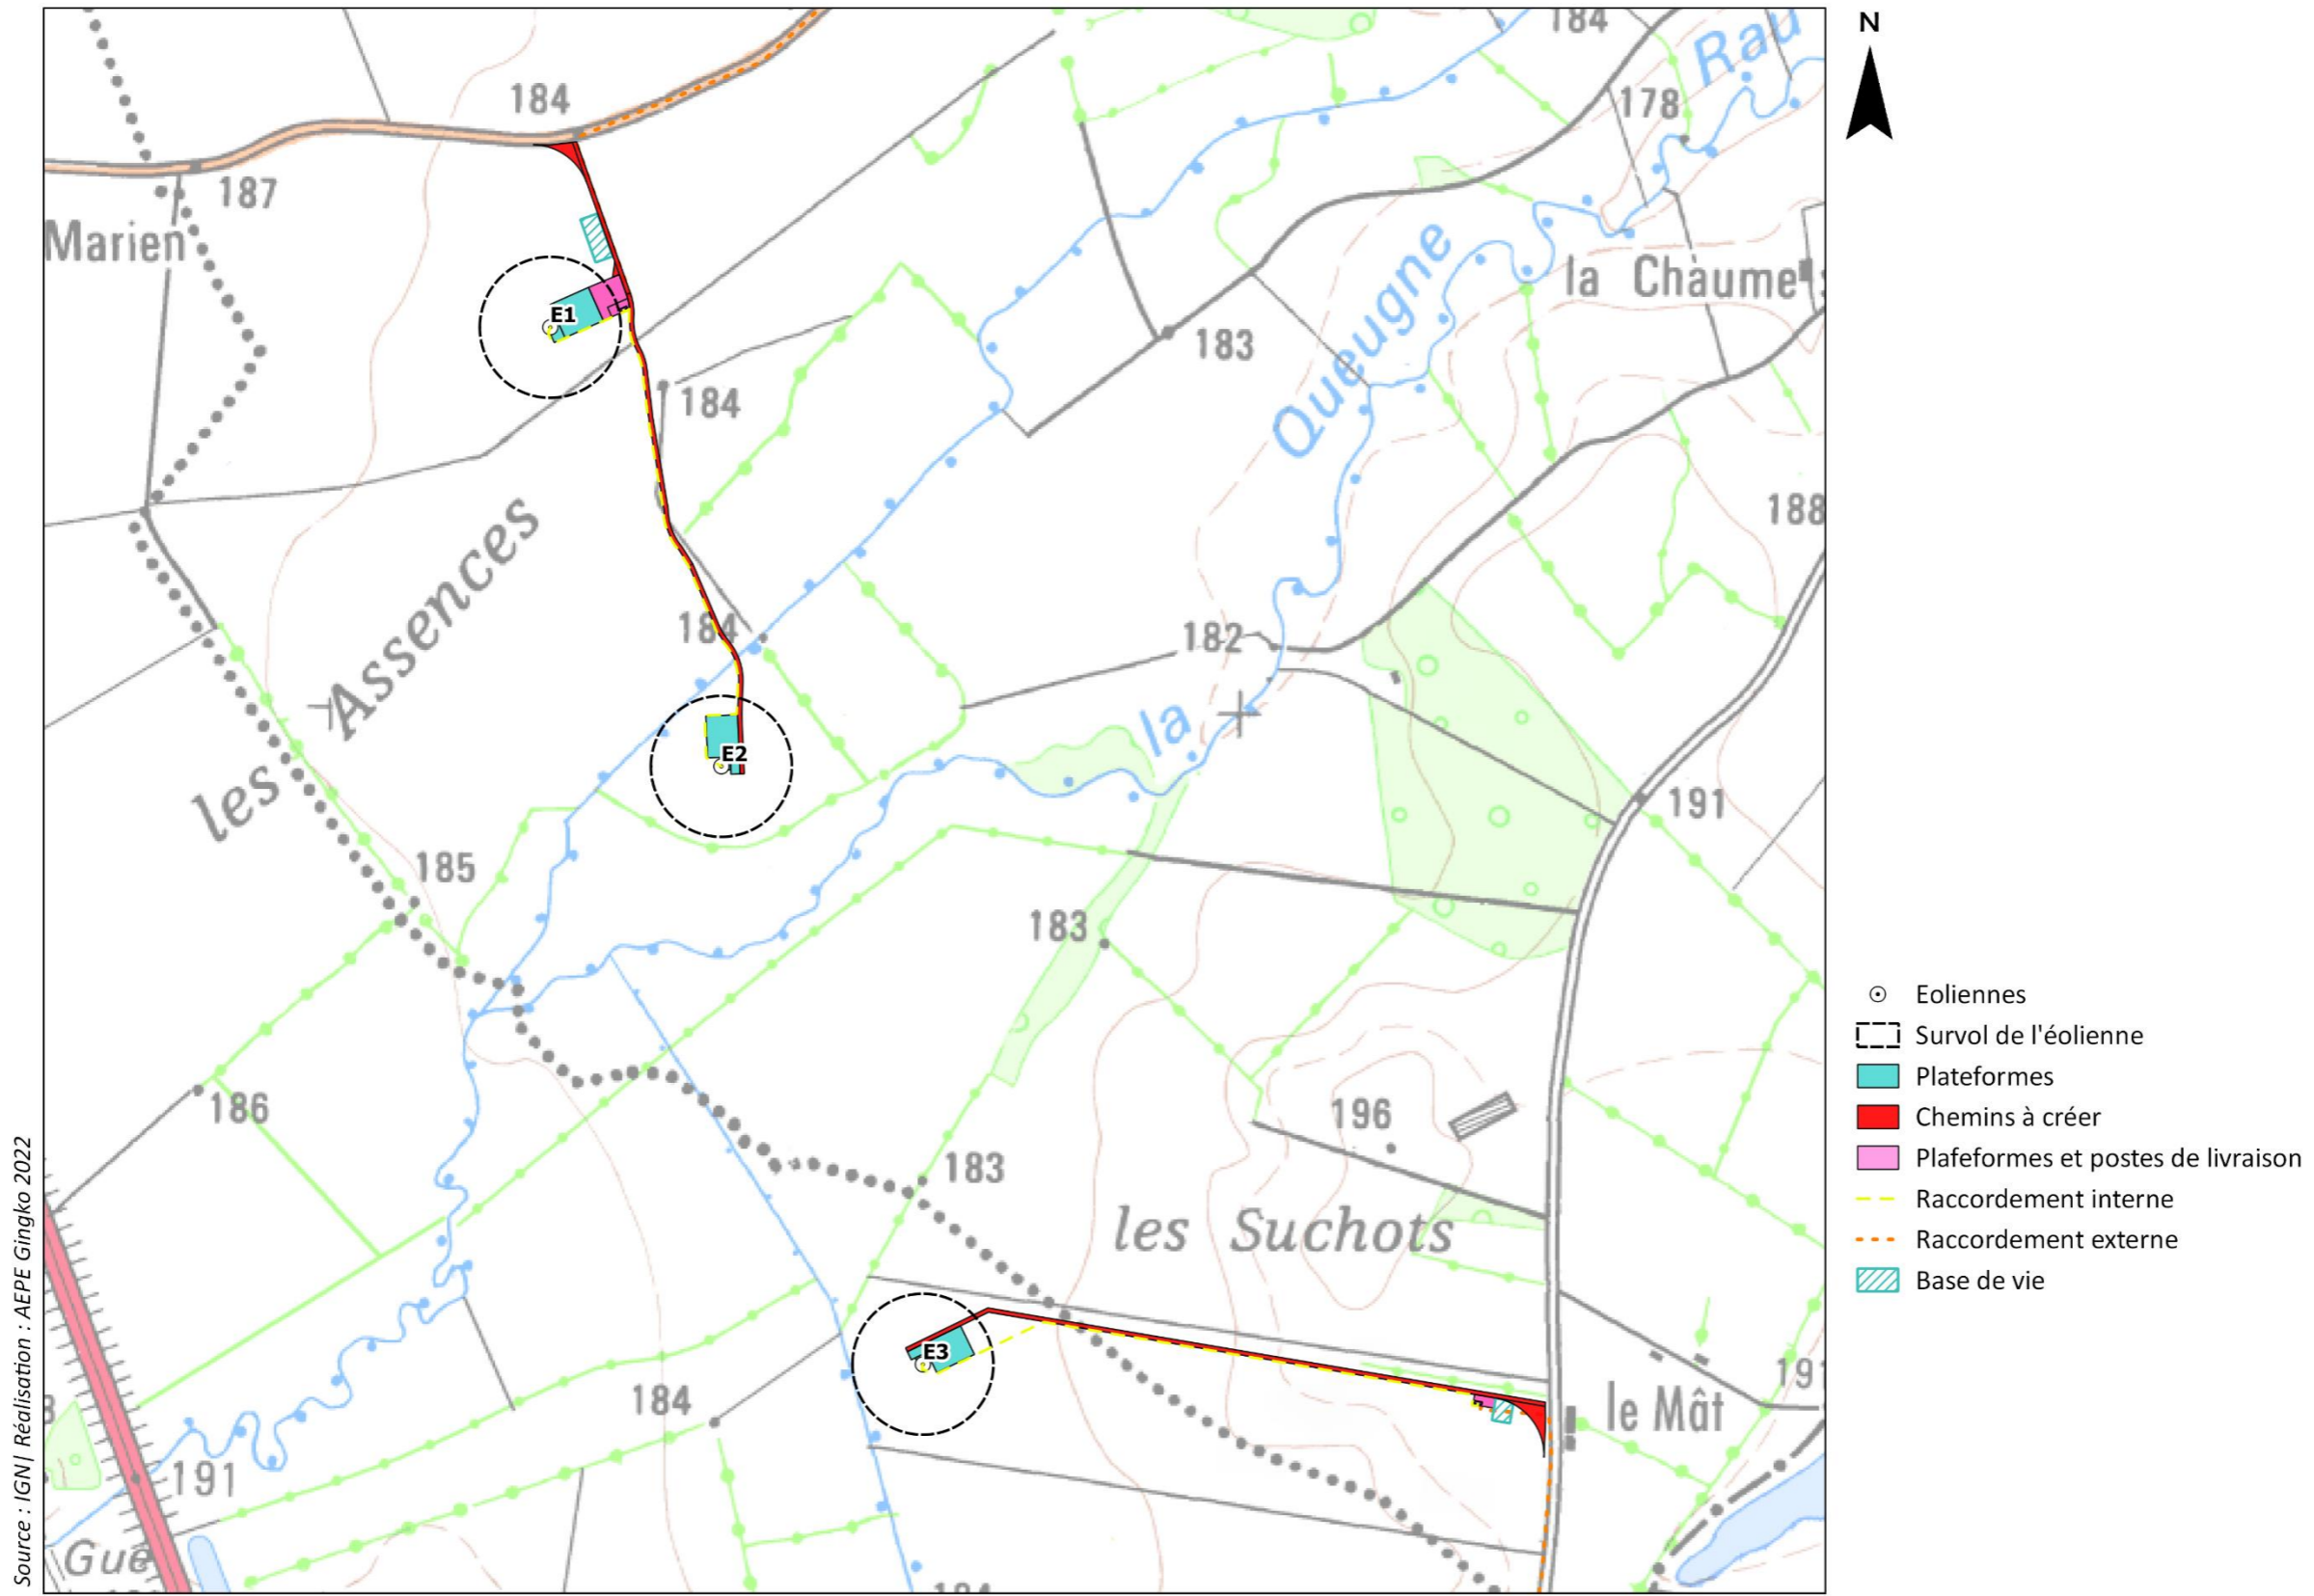 184
N
Rau
184
178
187
Marien
la Chaume
E1
183
Queugne
184
188
les Assences
184
182
la
E2
191
185
183
186
196
183
les Suchots
E3
184
le Mât
191
Gué
Eoliennes
Survol de l'éolienne
Plateformes
Chemins à créer
Plafeformes et postes de livraison
Raccordement interne
Raccordement externe
Base de vie
Source : IGN| Réalisation : AEPE Gingko 2022